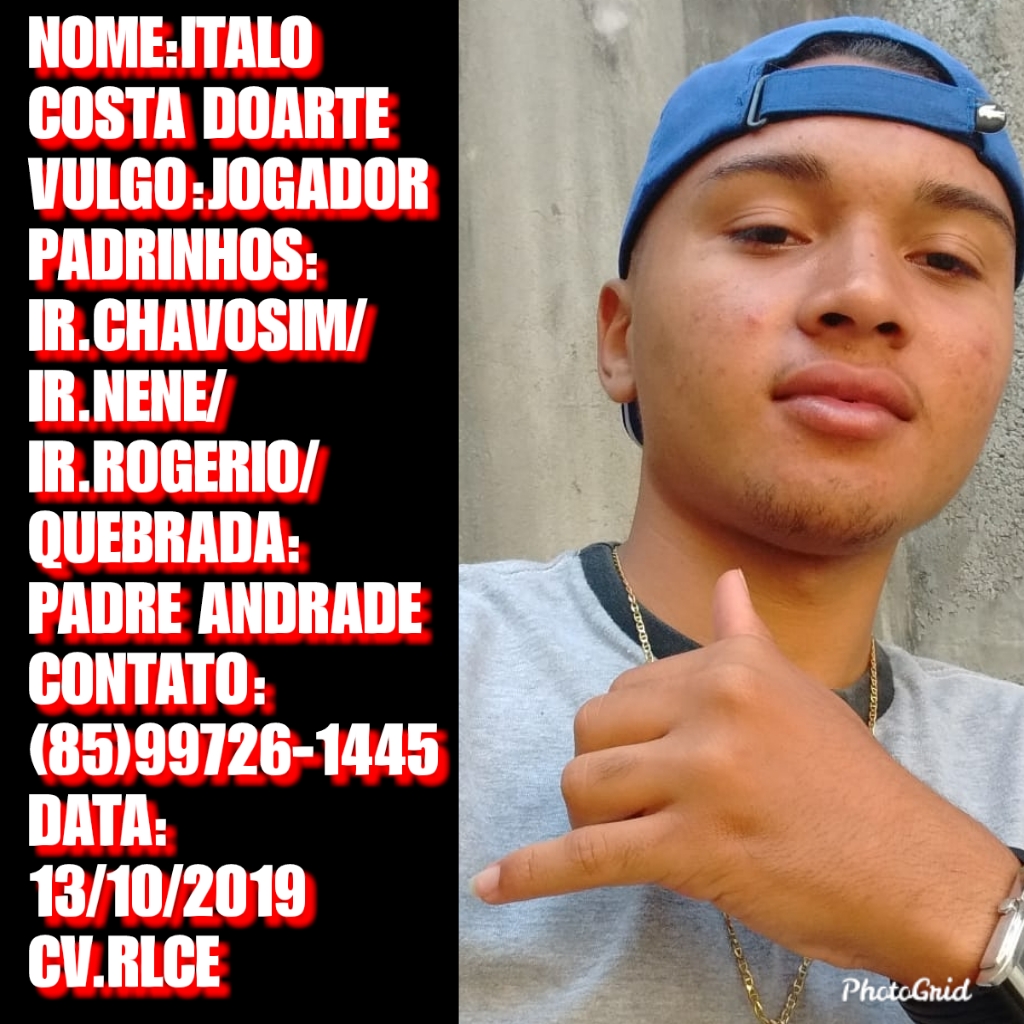 NOME:ITALO
COSTA DOARTE
VULGO:JOGADOR
PADRINHOS:
IR.CHAVOSIM/
IR.NENE/
IR.ROGERIO/
QUEBRADA:
PADRE ANDRADE
CONTATO:
(85)99726-1445
DATA:
13/10/2019
CV.RLCE
PhotoGrid